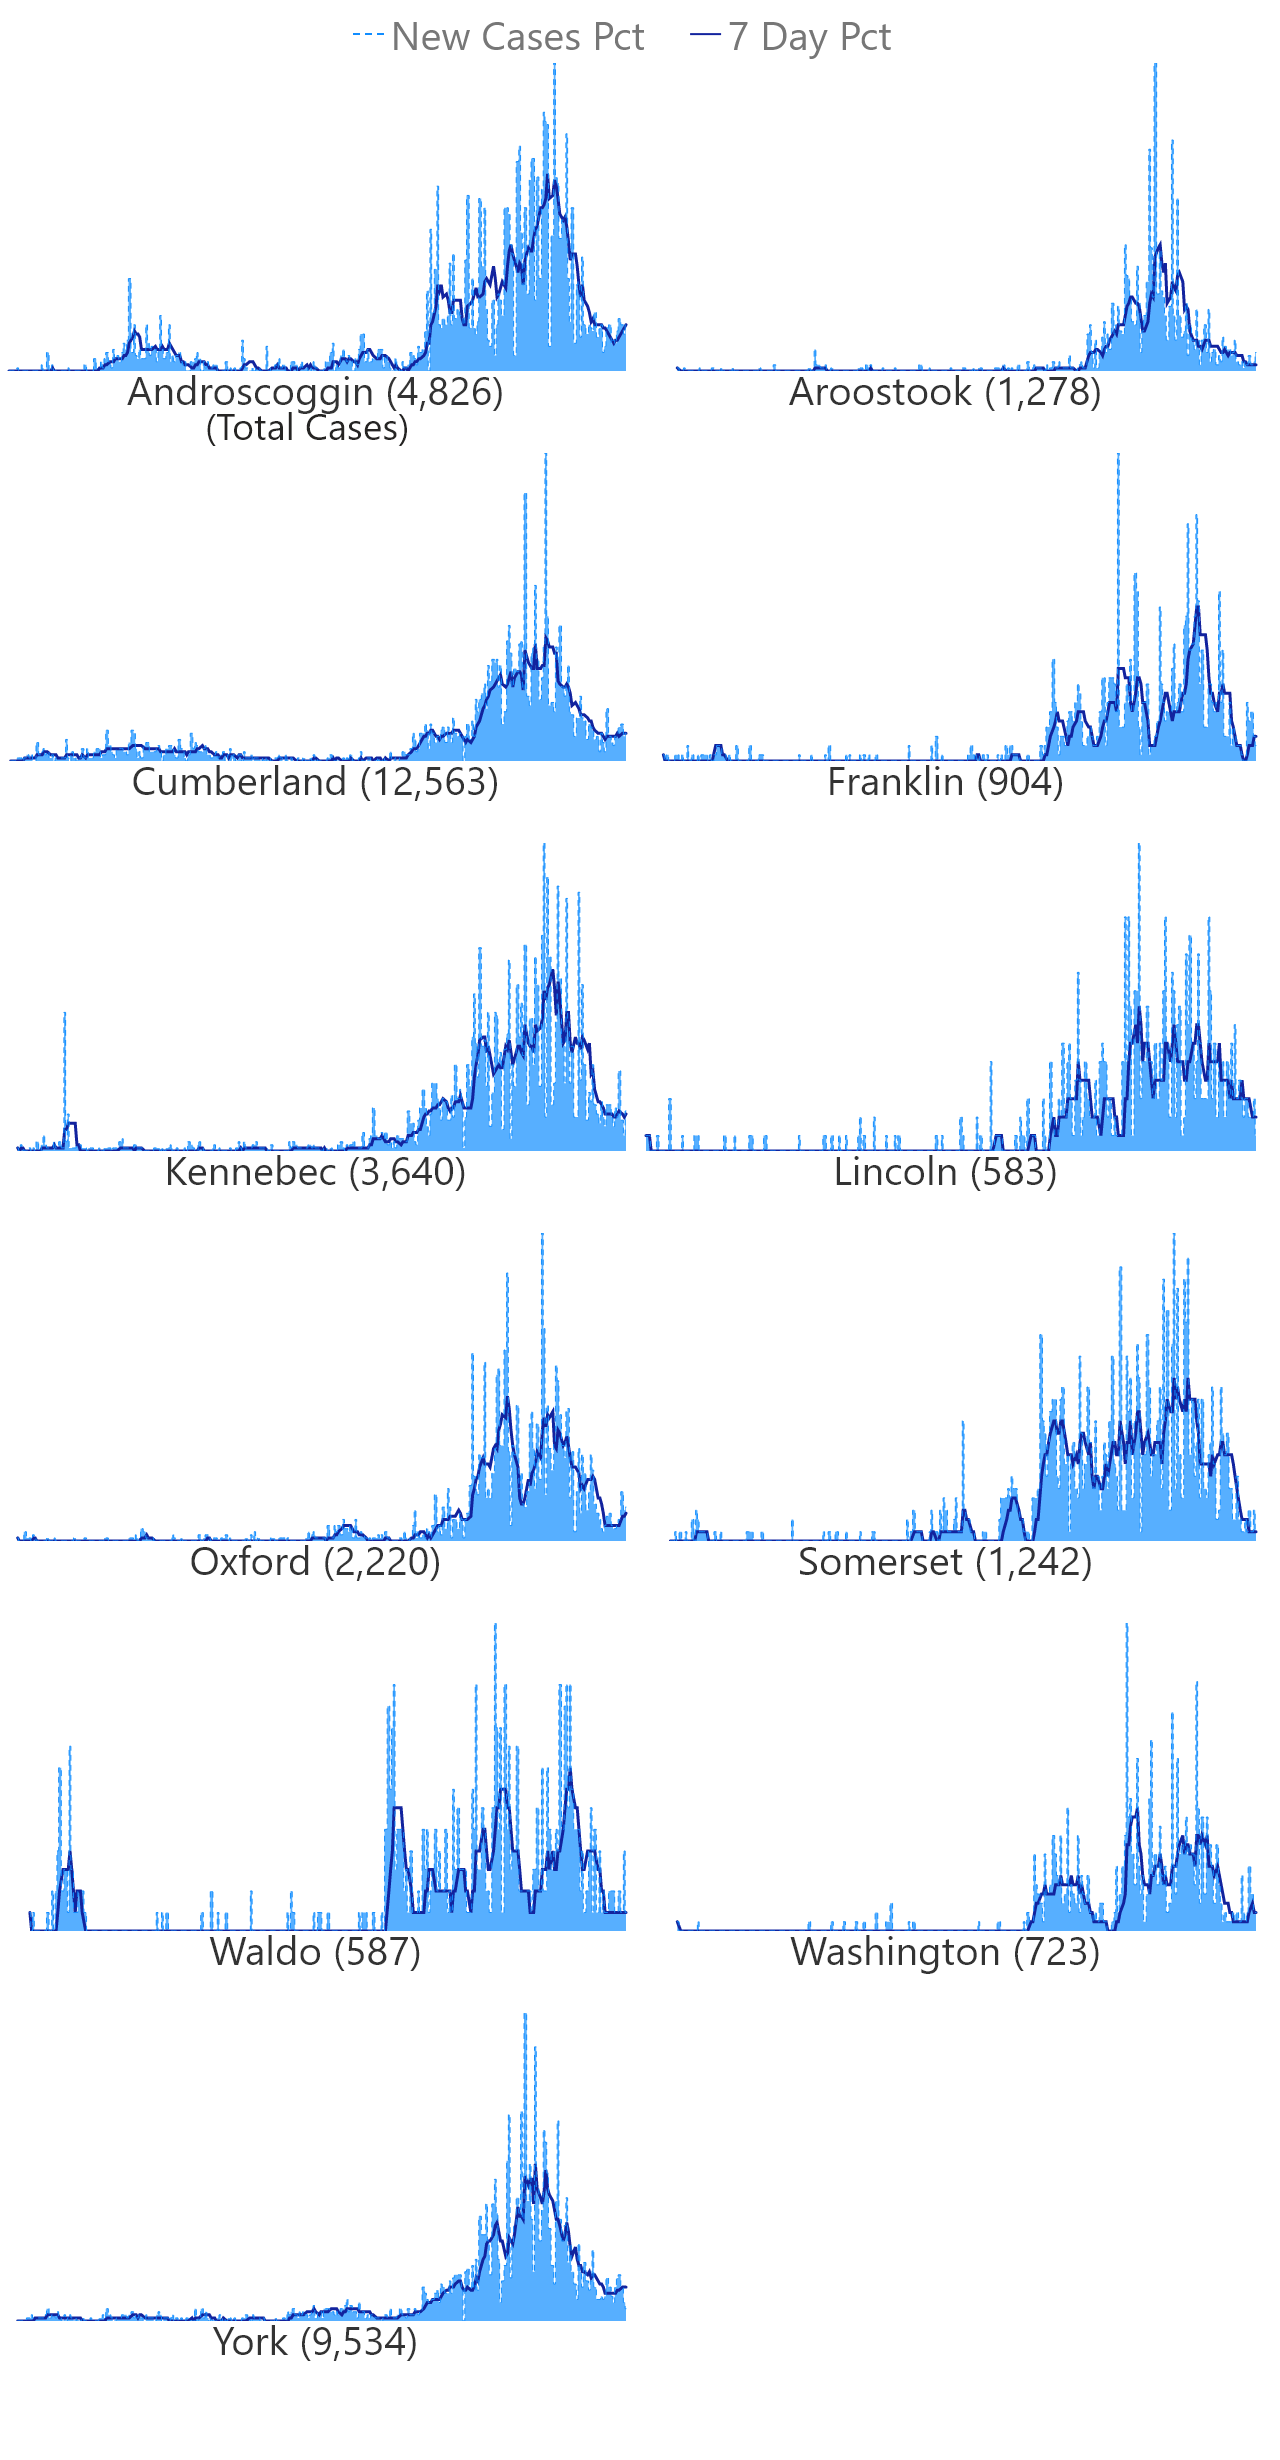 New Cases Pct 7 Day Pct
Androscoggin (4,826)
(Total Cases)
Aroostook (1,278)
Cumberland (12,563)
Franklin (904)
Kennebec (3,640)
Lincoln (583)
Oxford (2,220)
Somerset (1,242)
Waldo (587)
Washington (723)
York (9,534)